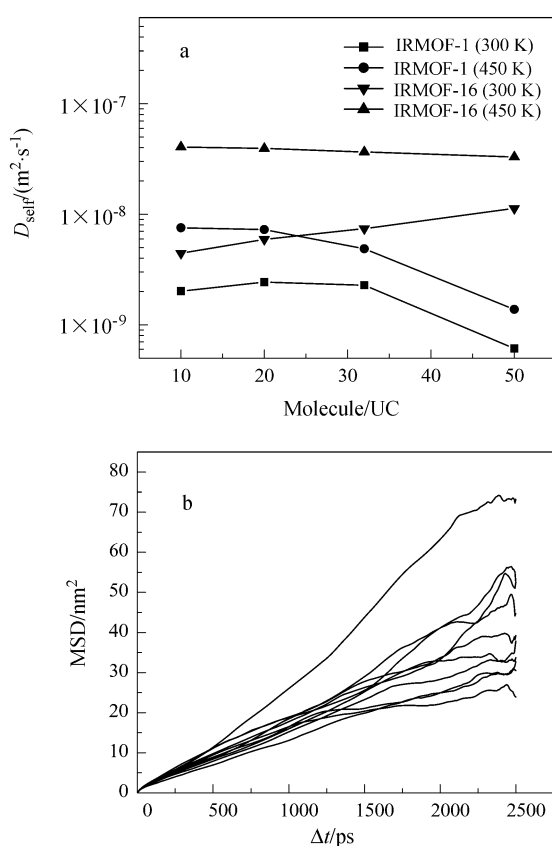 a
IRMOF-1 (300 K)
IRMOF-1 (450 K)
IRMOF-16 (300 K)
IRMOF-16 (450 K)
1×10⁻⁷
1×10⁻⁸
1×10⁻⁹
D_self/(m²·s⁻¹)
10 20 30 40 50
Molecule/UC
b
80
70
60
50
40
30
20
10
0
MSD/nm²
0 500 1000 1500 2000 2500
Δt/ps